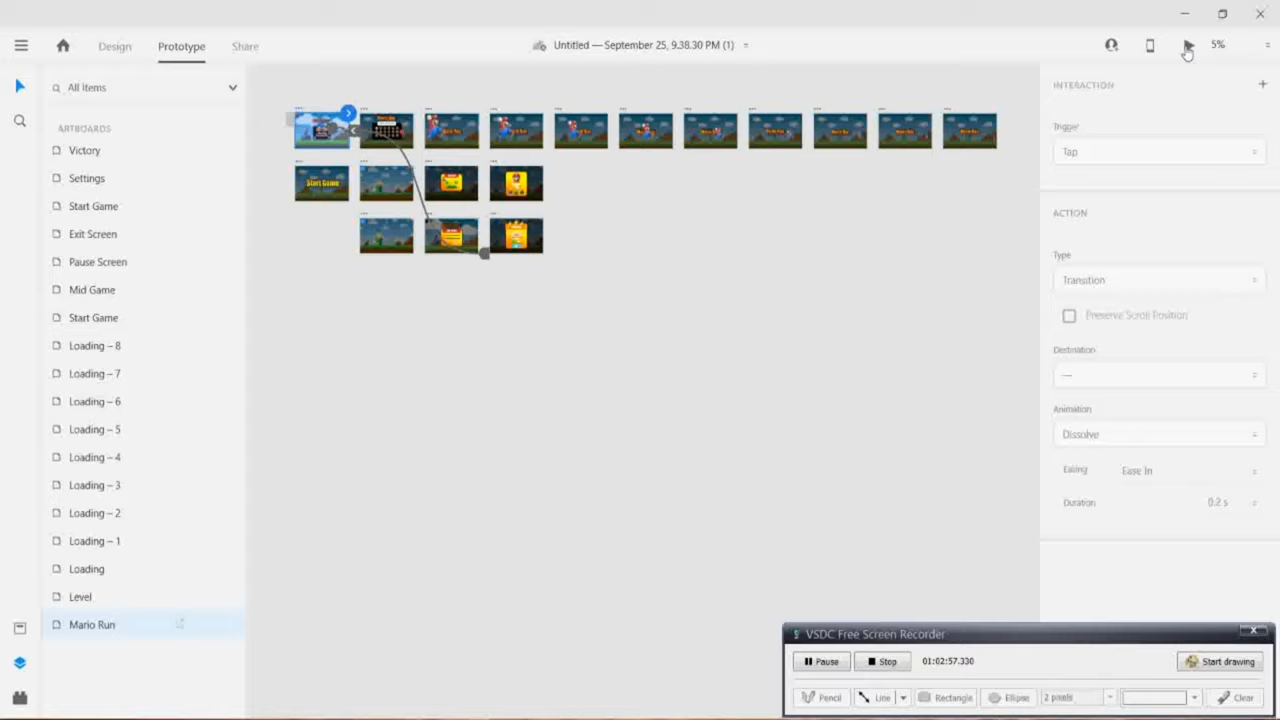 Design
Prototype
Share
Untitled — September 25, 9.38.30 PM (1)
5%
All Items
ARTBOARDS
Victory
Settings
Start Game
Exit Screen
Pause Screen
Mid Game
Start Game
Loading – 8
Loading – 7
Loading – 6
Loading – 5
Loading – 4
Loading – 3
Loading – 2
Loading – 1
Loading
Level
Mario Run
Start Game
INTERACTION
Trigger
Tap
ACTION
Type
Transition
Preserve Scroll Position
Destination
—
Animation
Dissolve
Easing Ease In
Duration 0.2 s
VSDC Free Screen Recorder
Pause Stop 01:02:57.330 Start drawing
Pencil Line Rectangle Ellipse 2 pixels Clear